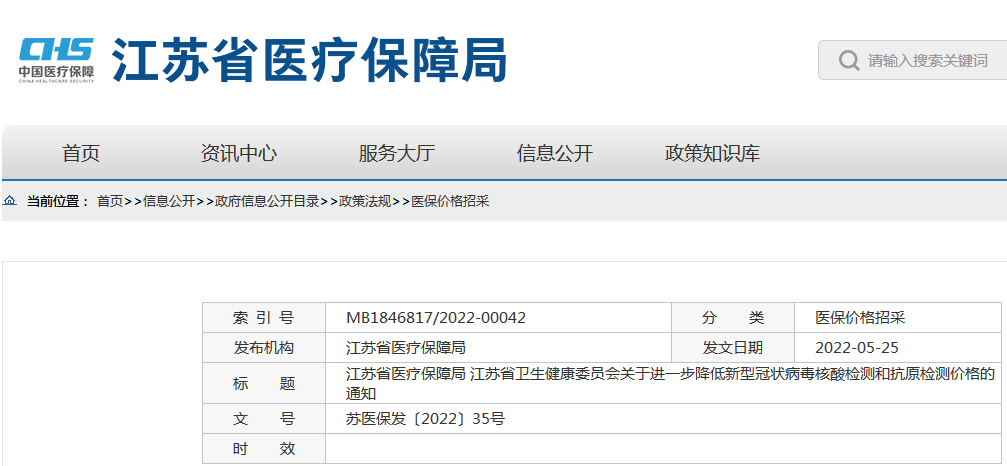 CHS
中国医疗保障
CHINA HEALTHCARE SECURITY
江苏省医疗保障局
请输入搜索关键词
首页 资讯中心 服务大厅 信息公开 政策知识库
当前位置： 首页>>信息公开>>政府信息公开目录>>政策法规>>医保价格招采
索 引 号 MB1846817/2022-00042 分 类 医保价格招采
发布机构 江苏省医疗保障局 发文日期 2022-05-25
标 题 江苏省医疗保障局 江苏省卫生健康委员会关于进一步降低新型冠状病毒核酸检测和抗原检测价格的
通知
文 号 苏医保发〔2022〕35号
时 效